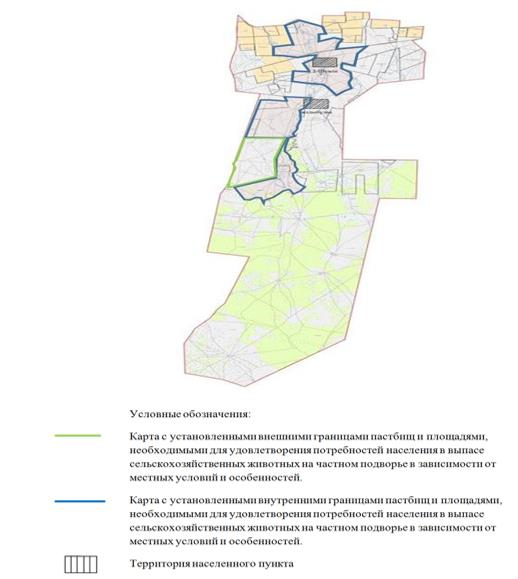 Условные обозначения:
Карта с установленными внешними границами пастбищ и площадями,
необходимыми для удовлетворения потребностей населения в выпасе
сельскохозяйственных животных на частном подворье в зависимости от
местных условий и особенностей.
Карта с установленными внутренними границами пастбищ и площадями,
необходимыми для удовлетворения потребностей населения в выпасе
сельскохозяйственных животных на частном подворье в зависимости от
местных условий и особенностей.
Территория населенного пункта